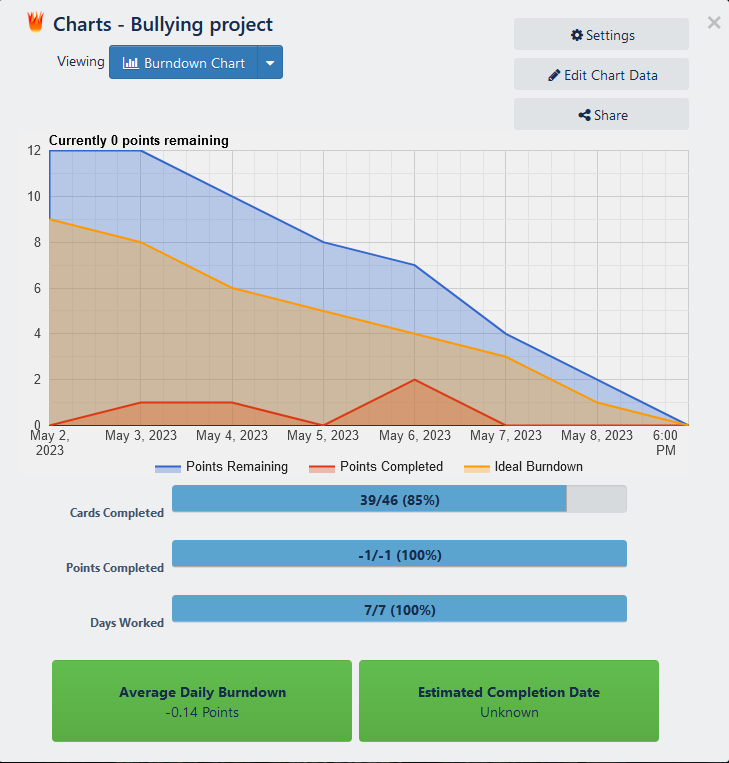 Charts - Bullying project
×
Viewing
Burndown Chart
Settings
Edit Chart Data
Share
Currently 0 points remaining
12
10
8
6
4
2
0
May 2, 2023
May 3, 2023
May 4, 2023
May 5, 2023
May 6, 2023
May 7, 2023
May 8, 2023
6:00 PM
Points Remaining
Points Completed
Ideal Burndown
Cards Completed
39/46 (85%)
Points Completed
-1/-1 (100%)
Days Worked
7/7 (100%)
Average Daily Burndown
-0.14 Points
Estimated Completion Date
Unknown